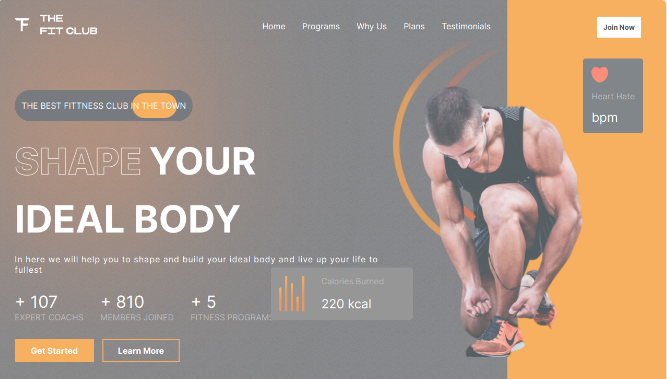 THE
FIT CLUB
Home Programs Why Us Plans Testimonials
Join Now
Heart Hate
bpm
THE BEST FITTNESS CLUB IN THE TOWN
SHAPE YOUR
IDEAL BODY
In here we will help you to shape and build your ideal body and live up your life to
fullest
Calories Burned
220 kcal
+ 107 + 810 + 5
EXPERT COACHS MEMBERS JOINED FITNESS PROGRAMS
Get Started Learn More